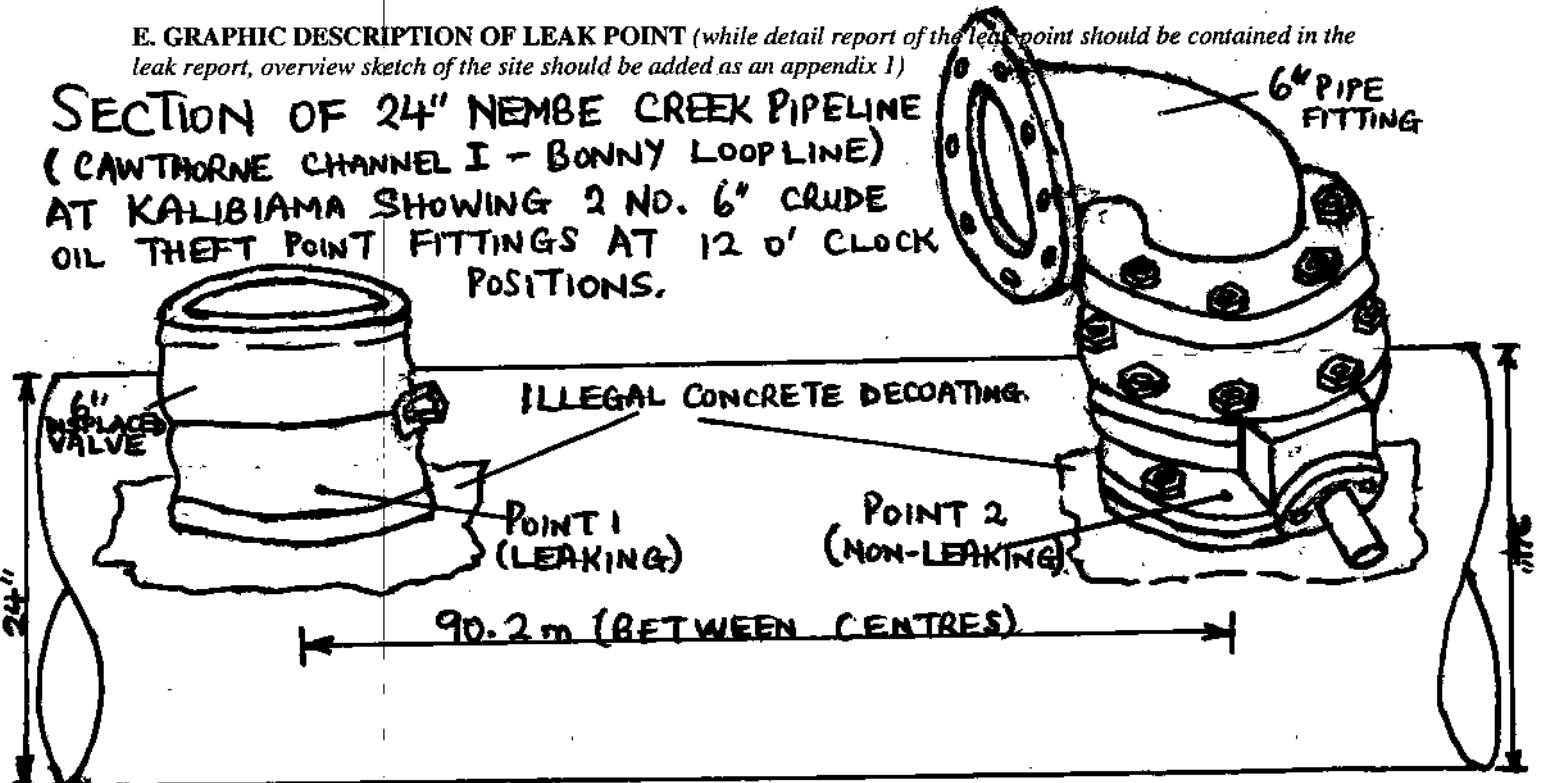 E. GRAPHIC DESCRIPTION OF LEAK POINT (while detail report of the leak point should be contained in the
leak report, overview sketch of the site should be added as an appendix 1)
SECTION OF 24" NEMBE CREEK PIPELINE
(CAWTHORNE CHANNEL I - BONNY LOOPLINE)
AT KALIBIAMA SHOWING 2 NO. 6" CRUDE
OIL THEFT POINT FITTINGS AT 12 O' CLOCK
POSITIONS.
6" PIPE
FITTING
6"
VALVE
ILLEGAL CONCRETE DECOATING.
POINT 1
(LEAKING)
POINT 2
(NON-LEAKING)
24"
90.2m (BETWEEN CENTRES)